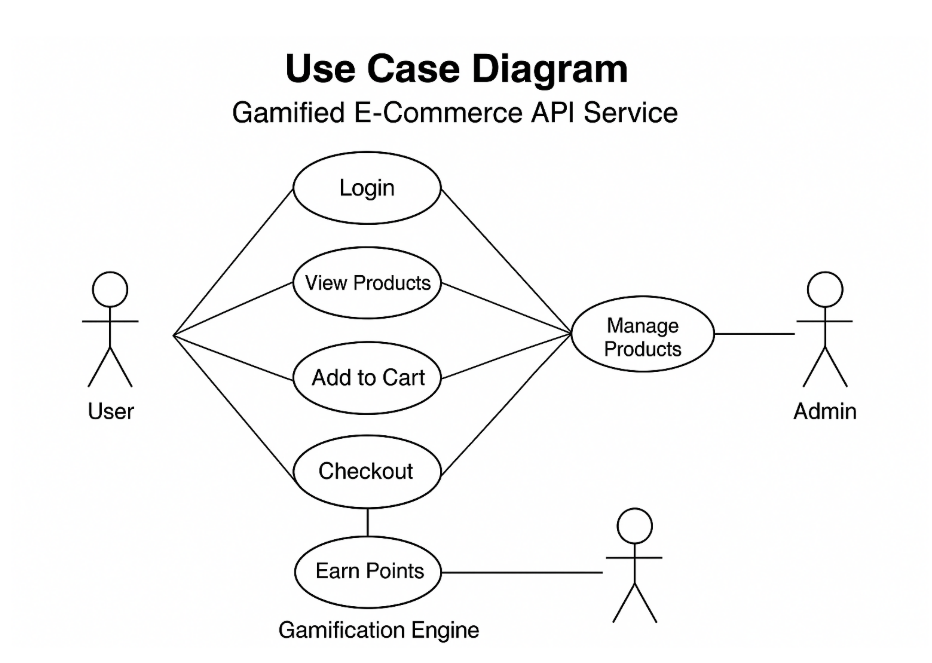 Use Case Diagram
Gamified E-Commerce API Service
Login
View Products
Add to Cart
Checkout
Earn Points
Gamification Engine
User
Manage
Products
Admin